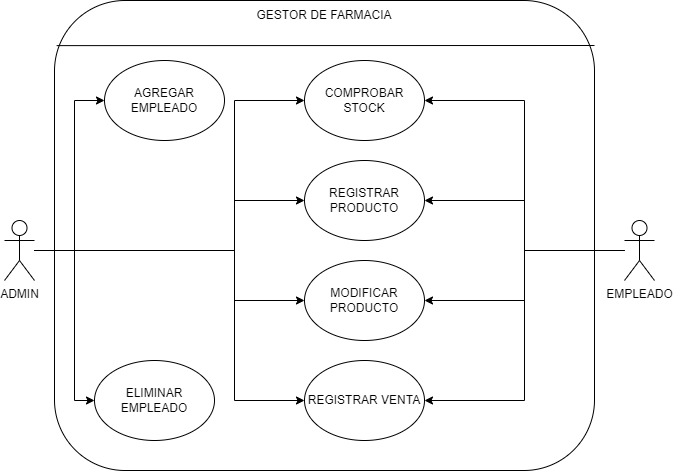 GESTOR DE FARMACIA
AGREGAR
EMPLEADO
COMPROBAR
STOCK
REGISTRAR
PRODUCTO
ADMIN
EMPLEADO
MODIFICAR
PRODUCTO
ELIMINAR
EMPLEADO
REGISTRAR VENTA